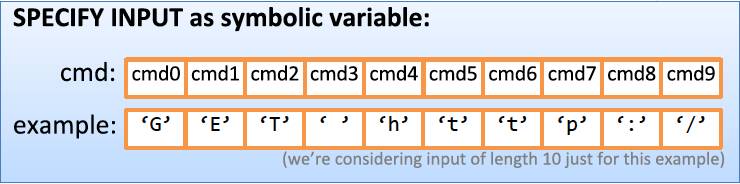 SPECIFY INPUT as symbolic variable:
cmd: cmd0 cmd1 cmd2 cmd3 cmd4 cmd5 cmd6 cmd7 cmd8 cmd9
example: ‘G’ ‘E’ ‘T’ ‘ ’ ‘h’ ‘t’ ‘t’ ‘p’ ‘:’ ‘/’
(we’re considering input of length 10 just for this example)